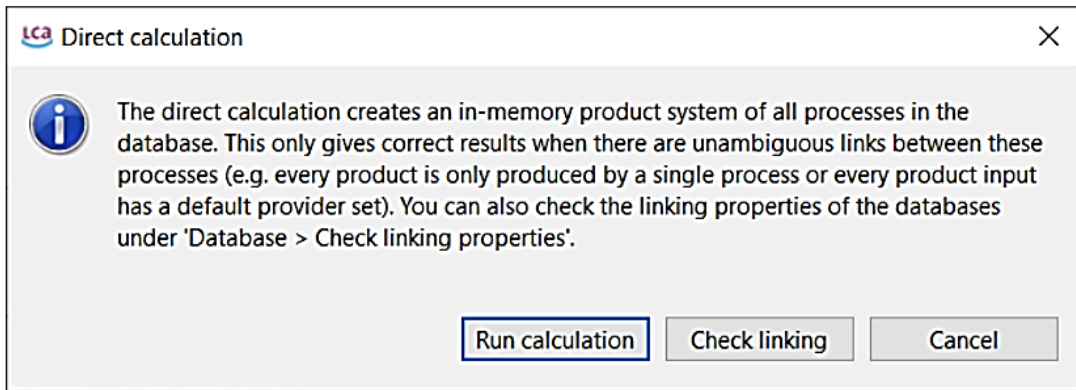 LCA Direct calculation
The direct calculation creates an in-memory product system of all processes in the
database. This only gives correct results when there are unambiguous links between these
processes (e.g. every product is only produced by a single process or every product input
has a default provider set). You can also check the linking properties of the databases
under 'Database > Check linking properties'.
Run calculation Check linking Cancel